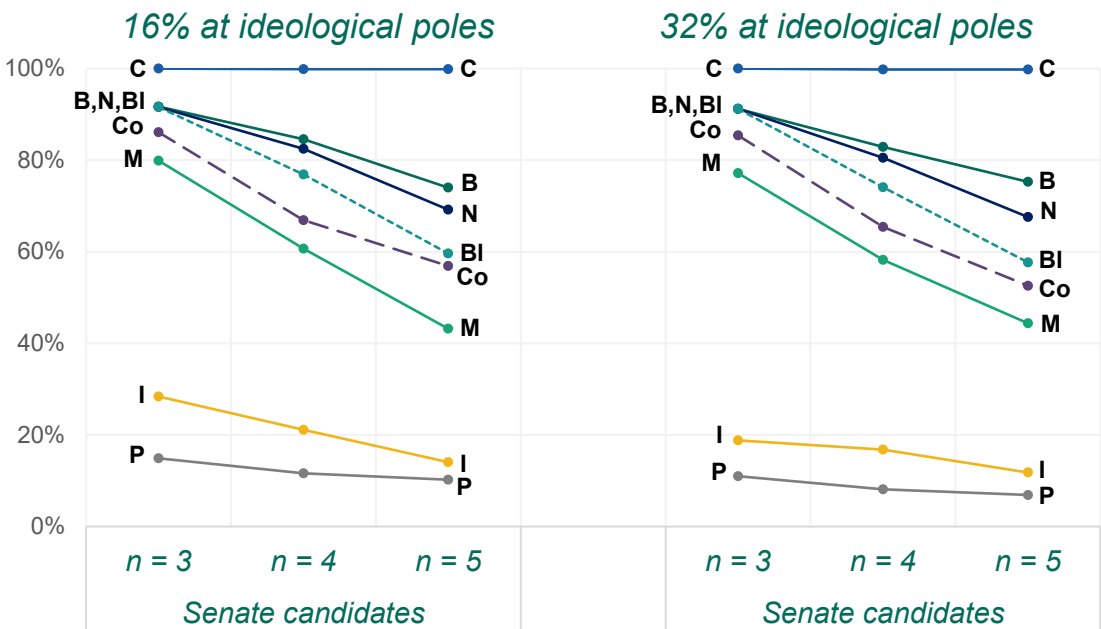 16% at ideological poles
32% at ideological poles
100%
80%
60%
40%
20%
0%
C
C
B,N,Bl
Co
M
B
N
Bl
Co
M
I
I
P
P
C
C
B,N,Bl
Co
M
B
N
Bl
Co
M
I
I
P
P
n = 3 n = 4 n = 5
n = 3 n = 4 n = 5
Senate candidates
Senate candidates